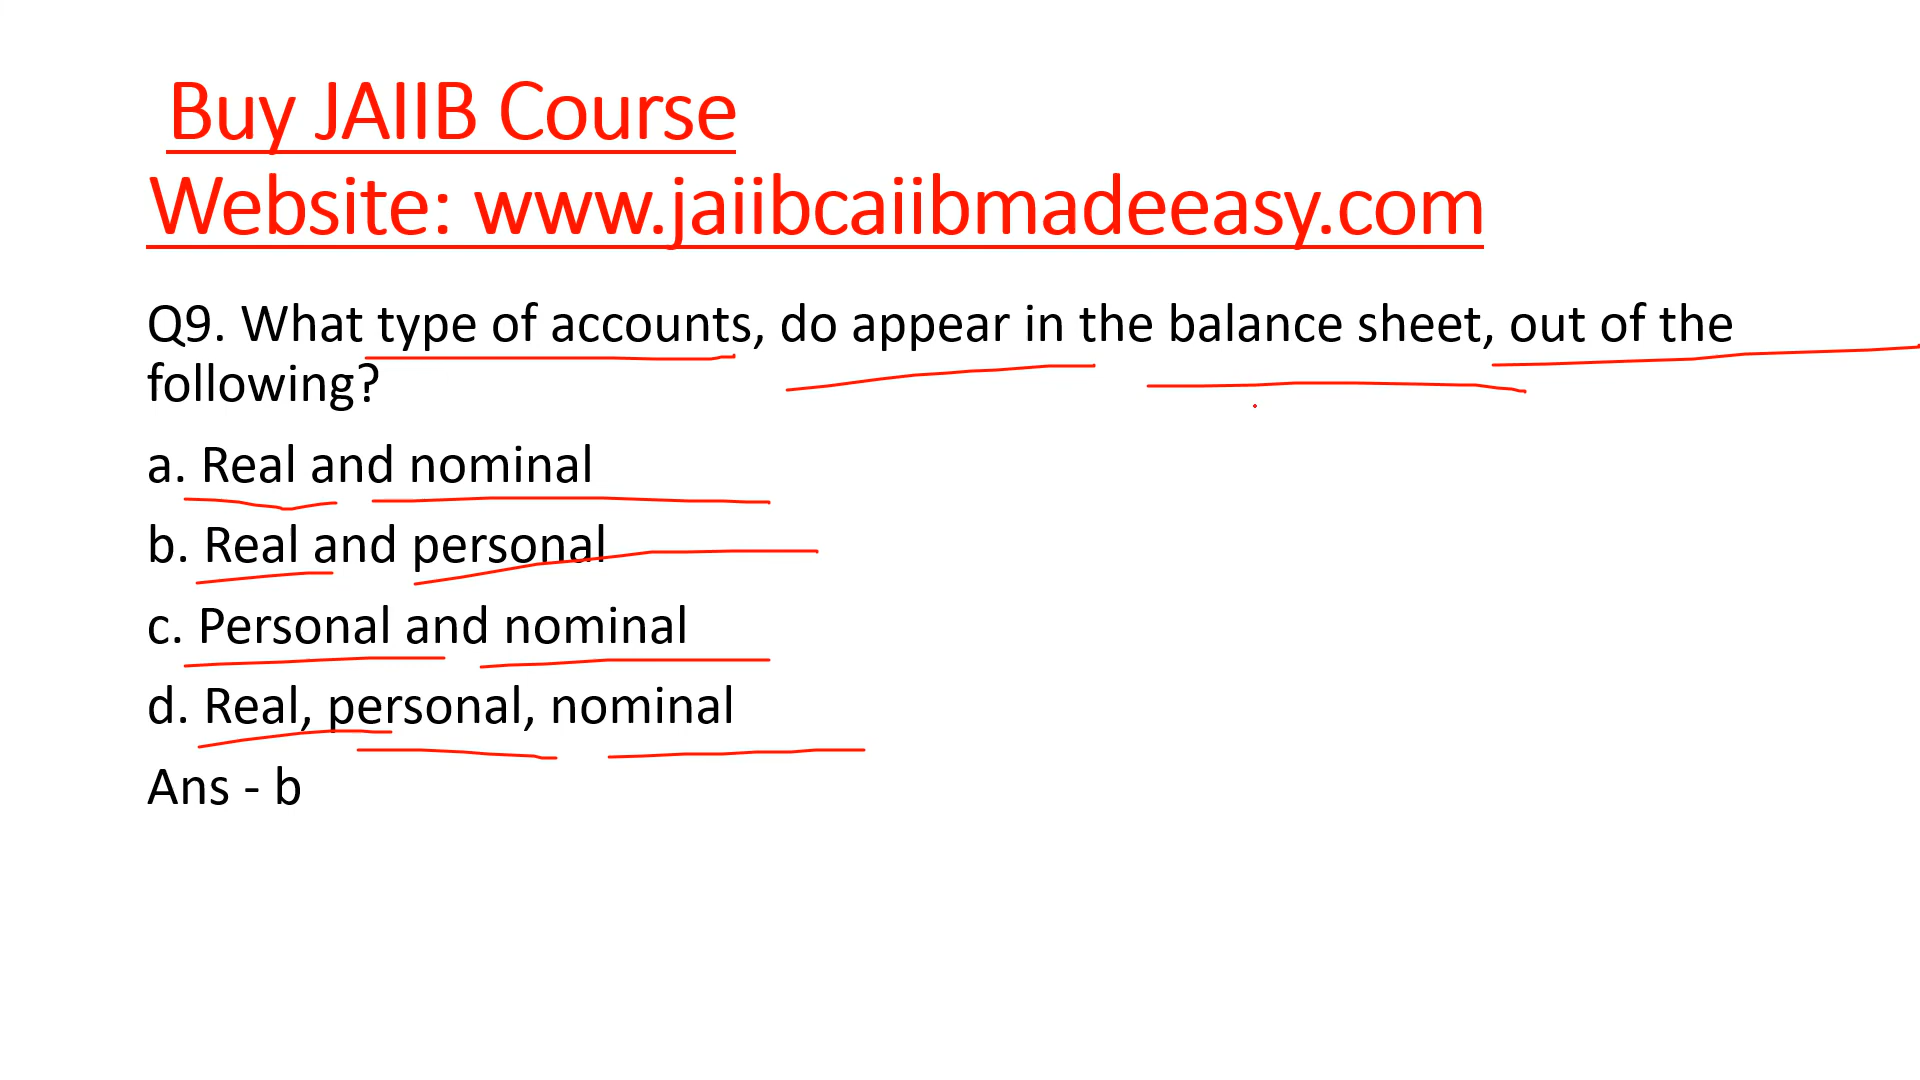 Buy JAIIB Course
Website: www.jaiibcaiibmadeeasy.com
Q9. What type of accounts, do appear in the balance sheet, out of the
following?
a. Real and nominal
b. Real and personal
c. Personal and nominal
d. Real, personal, nominal
Ans - b